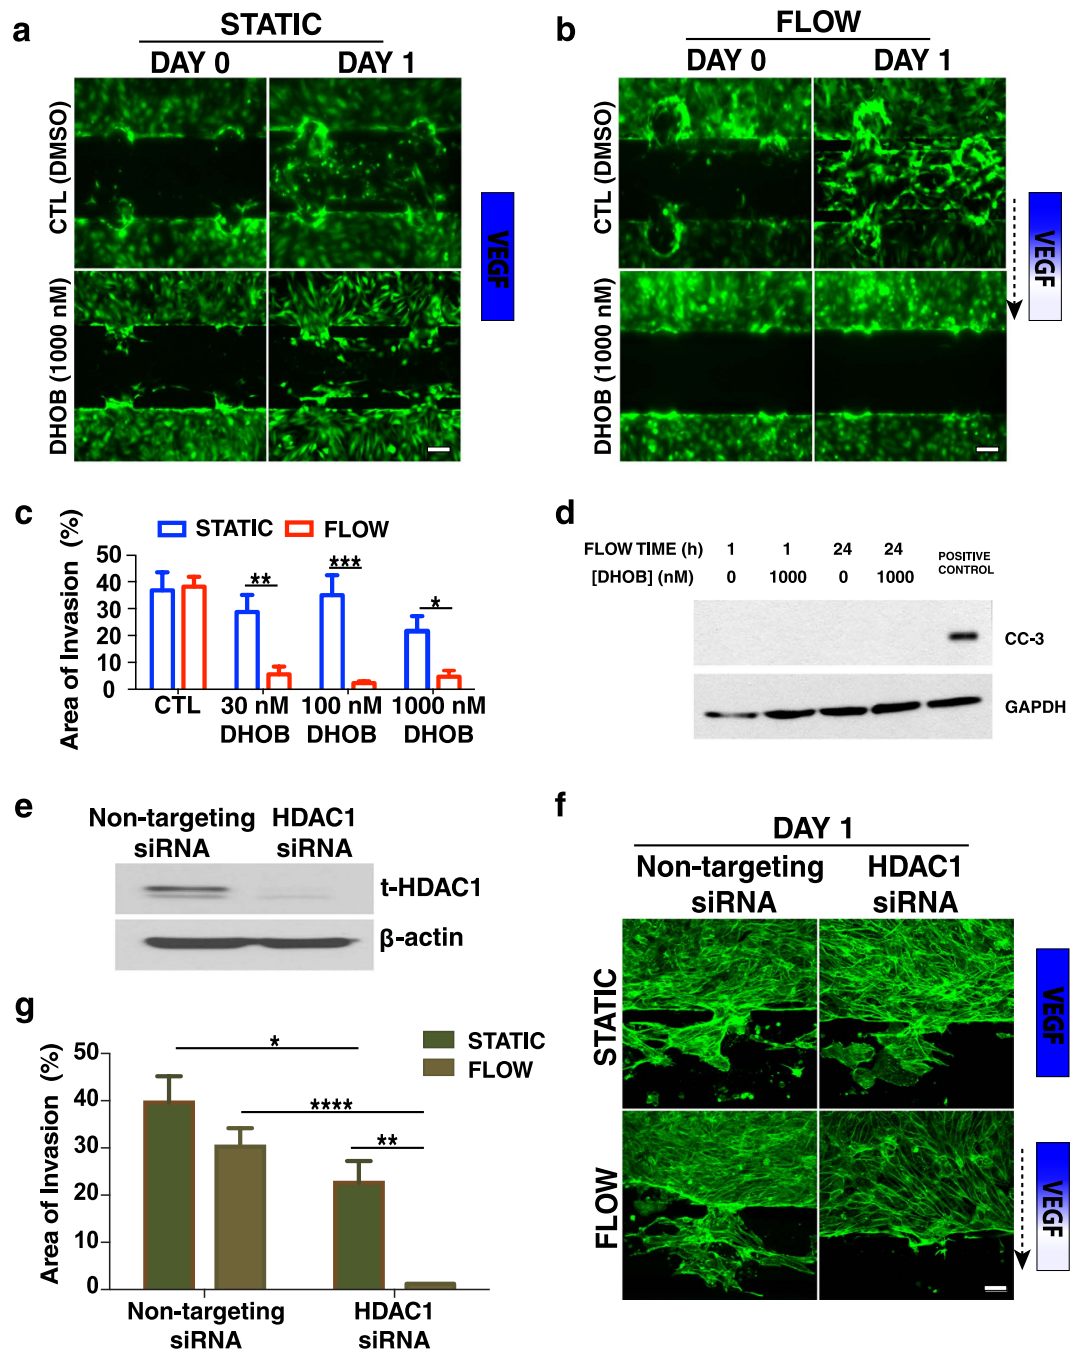 a
STATIC
DAY 0 DAY 1
CTL (DMSO)
DHOB (1000 nM)
VEGF
b
FLOW
DAY 0 DAY 1
CTL (DMSO)
DHOB (1000 nM)
VEGF
c
STATIC FLOW
Area of Invasion (%)
50
40
30
20
10
0
** *** *
CTL 30 nM 100 nM 1000 nM
DHOB DHOB DHOB
d
FLOW TIME (h) 1 1 24 24 POSITIVE
[DHOB] (nM) 0 1000 0 1000 CONTROL
CC-3
GAPDH
e
Non-targeting HDAC1
siRNA siRNA
t-HDAC1
β-actin
f
DAY 1
Non-targeting HDAC1
siRNA siRNA
STATIC
FLOW
VEGF
VEGF
g
STATIC
FLOW
Area of Invasion (%)
50
40
30
20
10
0
*
****
**
Non-targeting HDAC1
siRNA siRNA